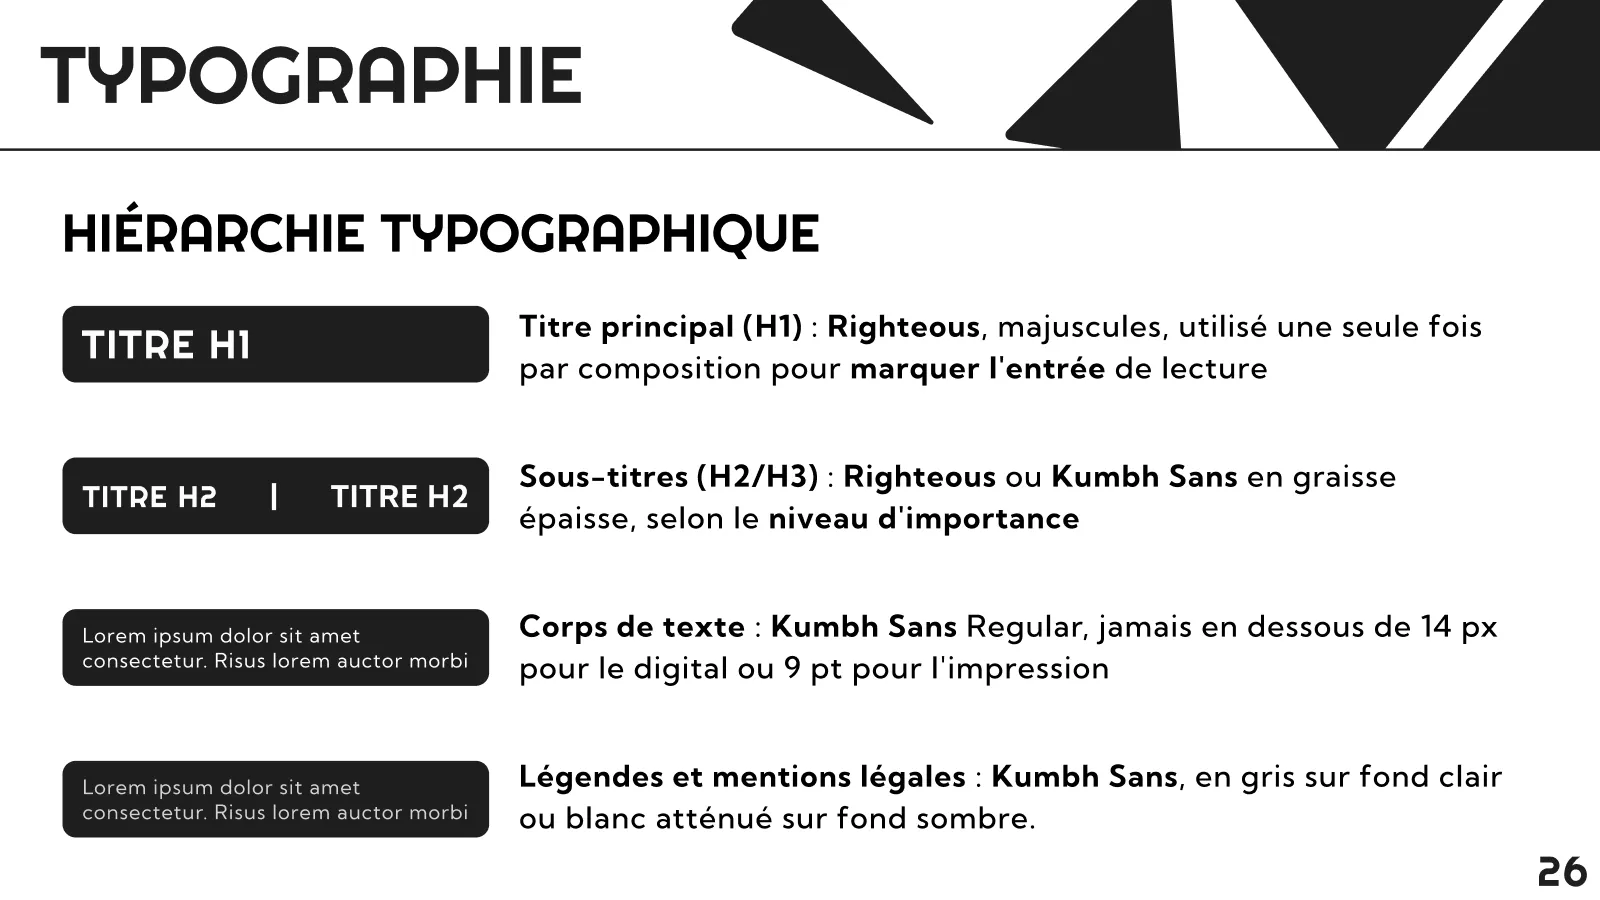 TYPOGRAPHIE
HIÉRARCHIE TYPOGRAPHIQUE
TITRE H1
Titre principal (H1) : Righteous, majuscules, utilisé une seule fois
par composition pour marquer l'entrée de lecture
TITRE H2 | TITRE H2
Sous-titres (H2/H3) : Righteous ou Kumbh Sans en graisse
épaisse, selon le niveau d'importance
Lorem ipsum dolor sit amet
consectetur. Risus lorem auctor morbi
Corps de texte : Kumbh Sans Regular, jamais en dessous de 14 px
pour le digital ou 9 pt pour l'impression
Lorem ipsum dolor sit amet
consectetur. Risus lorem auctor morbi
Légendes et mentions légales : Kumbh Sans, en gris sur fond clair
ou blanc atténué sur fond sombre.
26